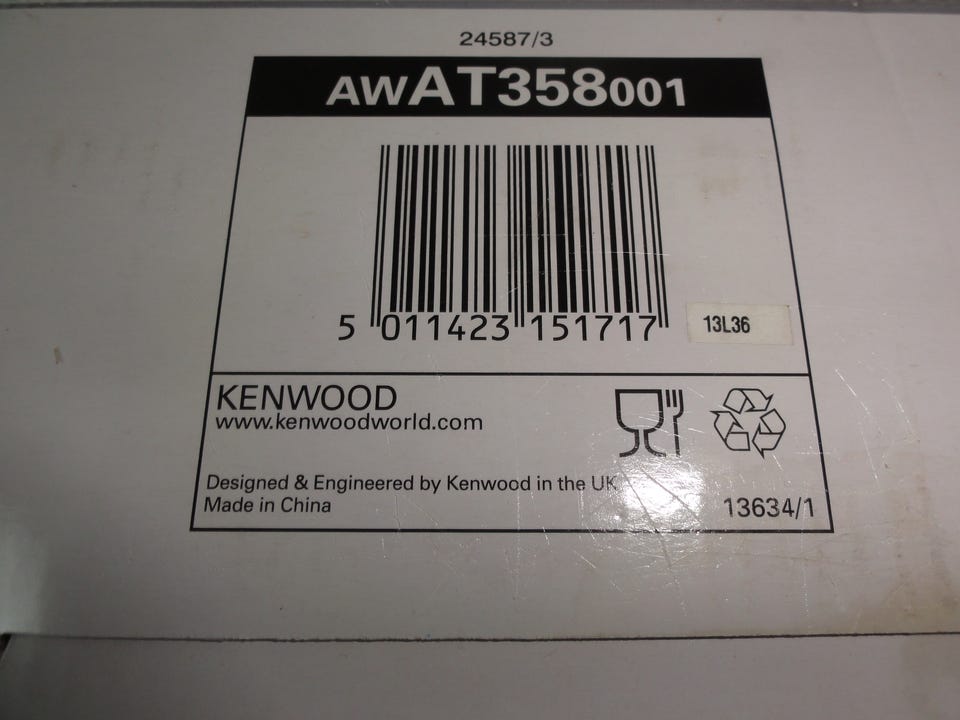 24587/3
AWAT358001
5 011423 151717
13L36
KENWOOD
www.kenwoodworld.com
Designed & Engineered by Kenwood in the UK
Made in China
13634/1